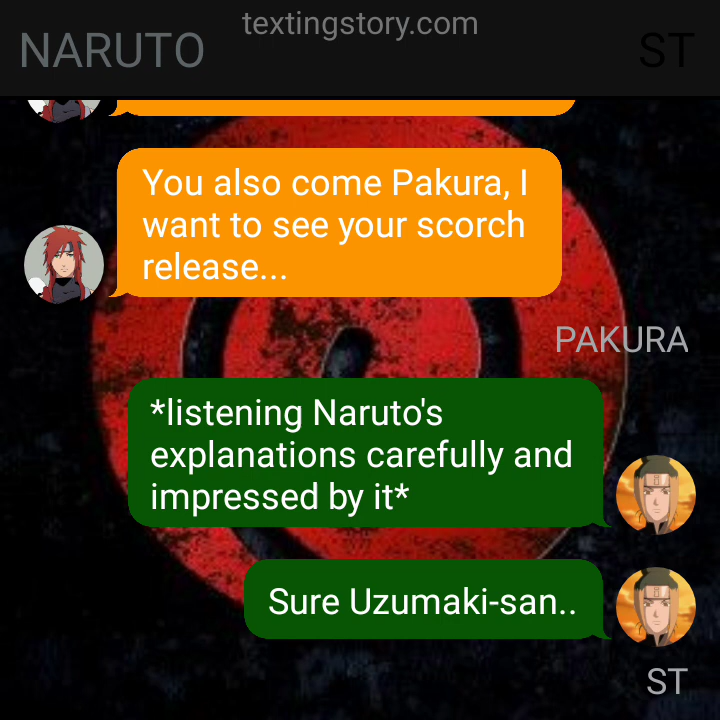 textingstory.com
NARUTO
ST
You also come Pakura, I
want to see your scorch
release...
PAKURA
*listening Naruto's
explanations carefully and
impressed by it*
Sure Uzumaki-san..
ST